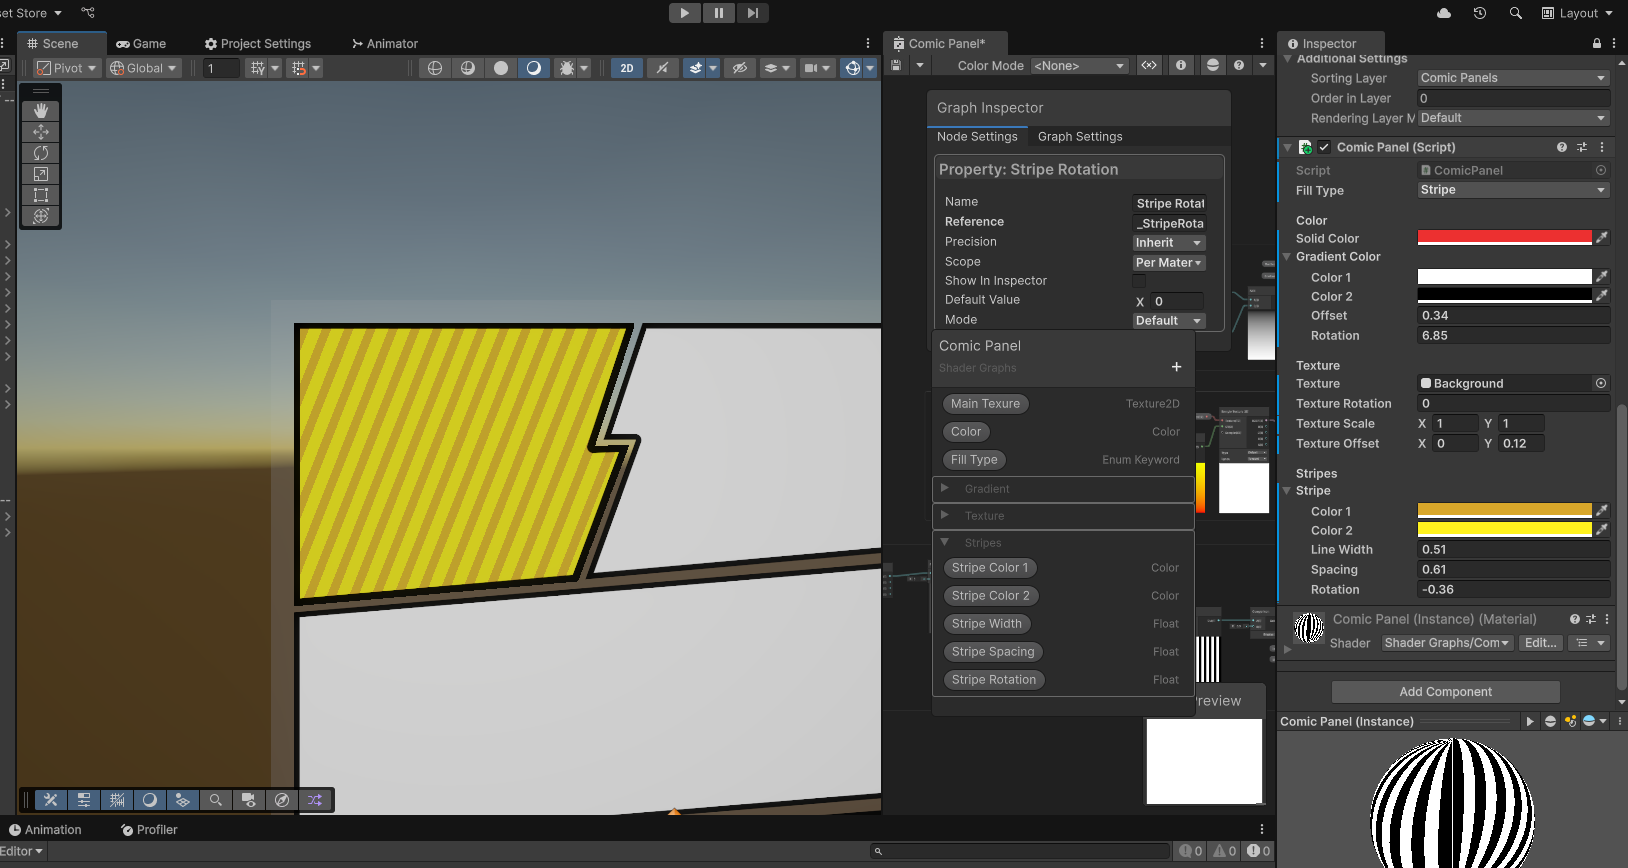 set Store
Layout
Scene
Game
Project Settings
Animator
Pivot
Global
1
2D
Comic Panel*
Color Mode
<None>
Graph Inspector
Node Settings
Graph Settings
Property: Stripe Rotation
Name
Stripe Rotat
Reference
_StripeRota
Precision
Inherit
Scope
Per Mater
Show In Inspector
Default Value
X 0
Mode
Default
Comic Panel
Shader Graphs
+
Main Texure
Texture2D
Color
Color
Fill Type
Enum Keyword
Gradient
Texture
Stripes
Stripe Color 1
Color
Stripe Color 2
Color
Stripe Width
Float
Stripe Spacing
Float
Stripe Rotation
Float
review
Inspector
Additional Settings
Sorting Layer
Comic Panels
Order in Layer
0
Rendering Layer M
Default
Comic Panel (Script)
Script
ComicPanel
Fill Type
Stripe
Color
Solid Color
Gradient Color
Color 1
Color 2
Offset
0.34
Rotation
6.85
Texture
Texture
Background
Texture Rotation
0
Texture Scale
X 1 Y 1
Texture Offset
X 0 Y 0.12
Stripes
Stripe
Color 1
Color 2
Line Width
0.51
Spacing
0.61
Rotation
-0.36
Comic Panel (Instance) (Material)
Shader
Shader Graphs/Com
Edit...
Add Component
Comic Panel (Instance)
Animation
Profiler
Editor
0
0
0